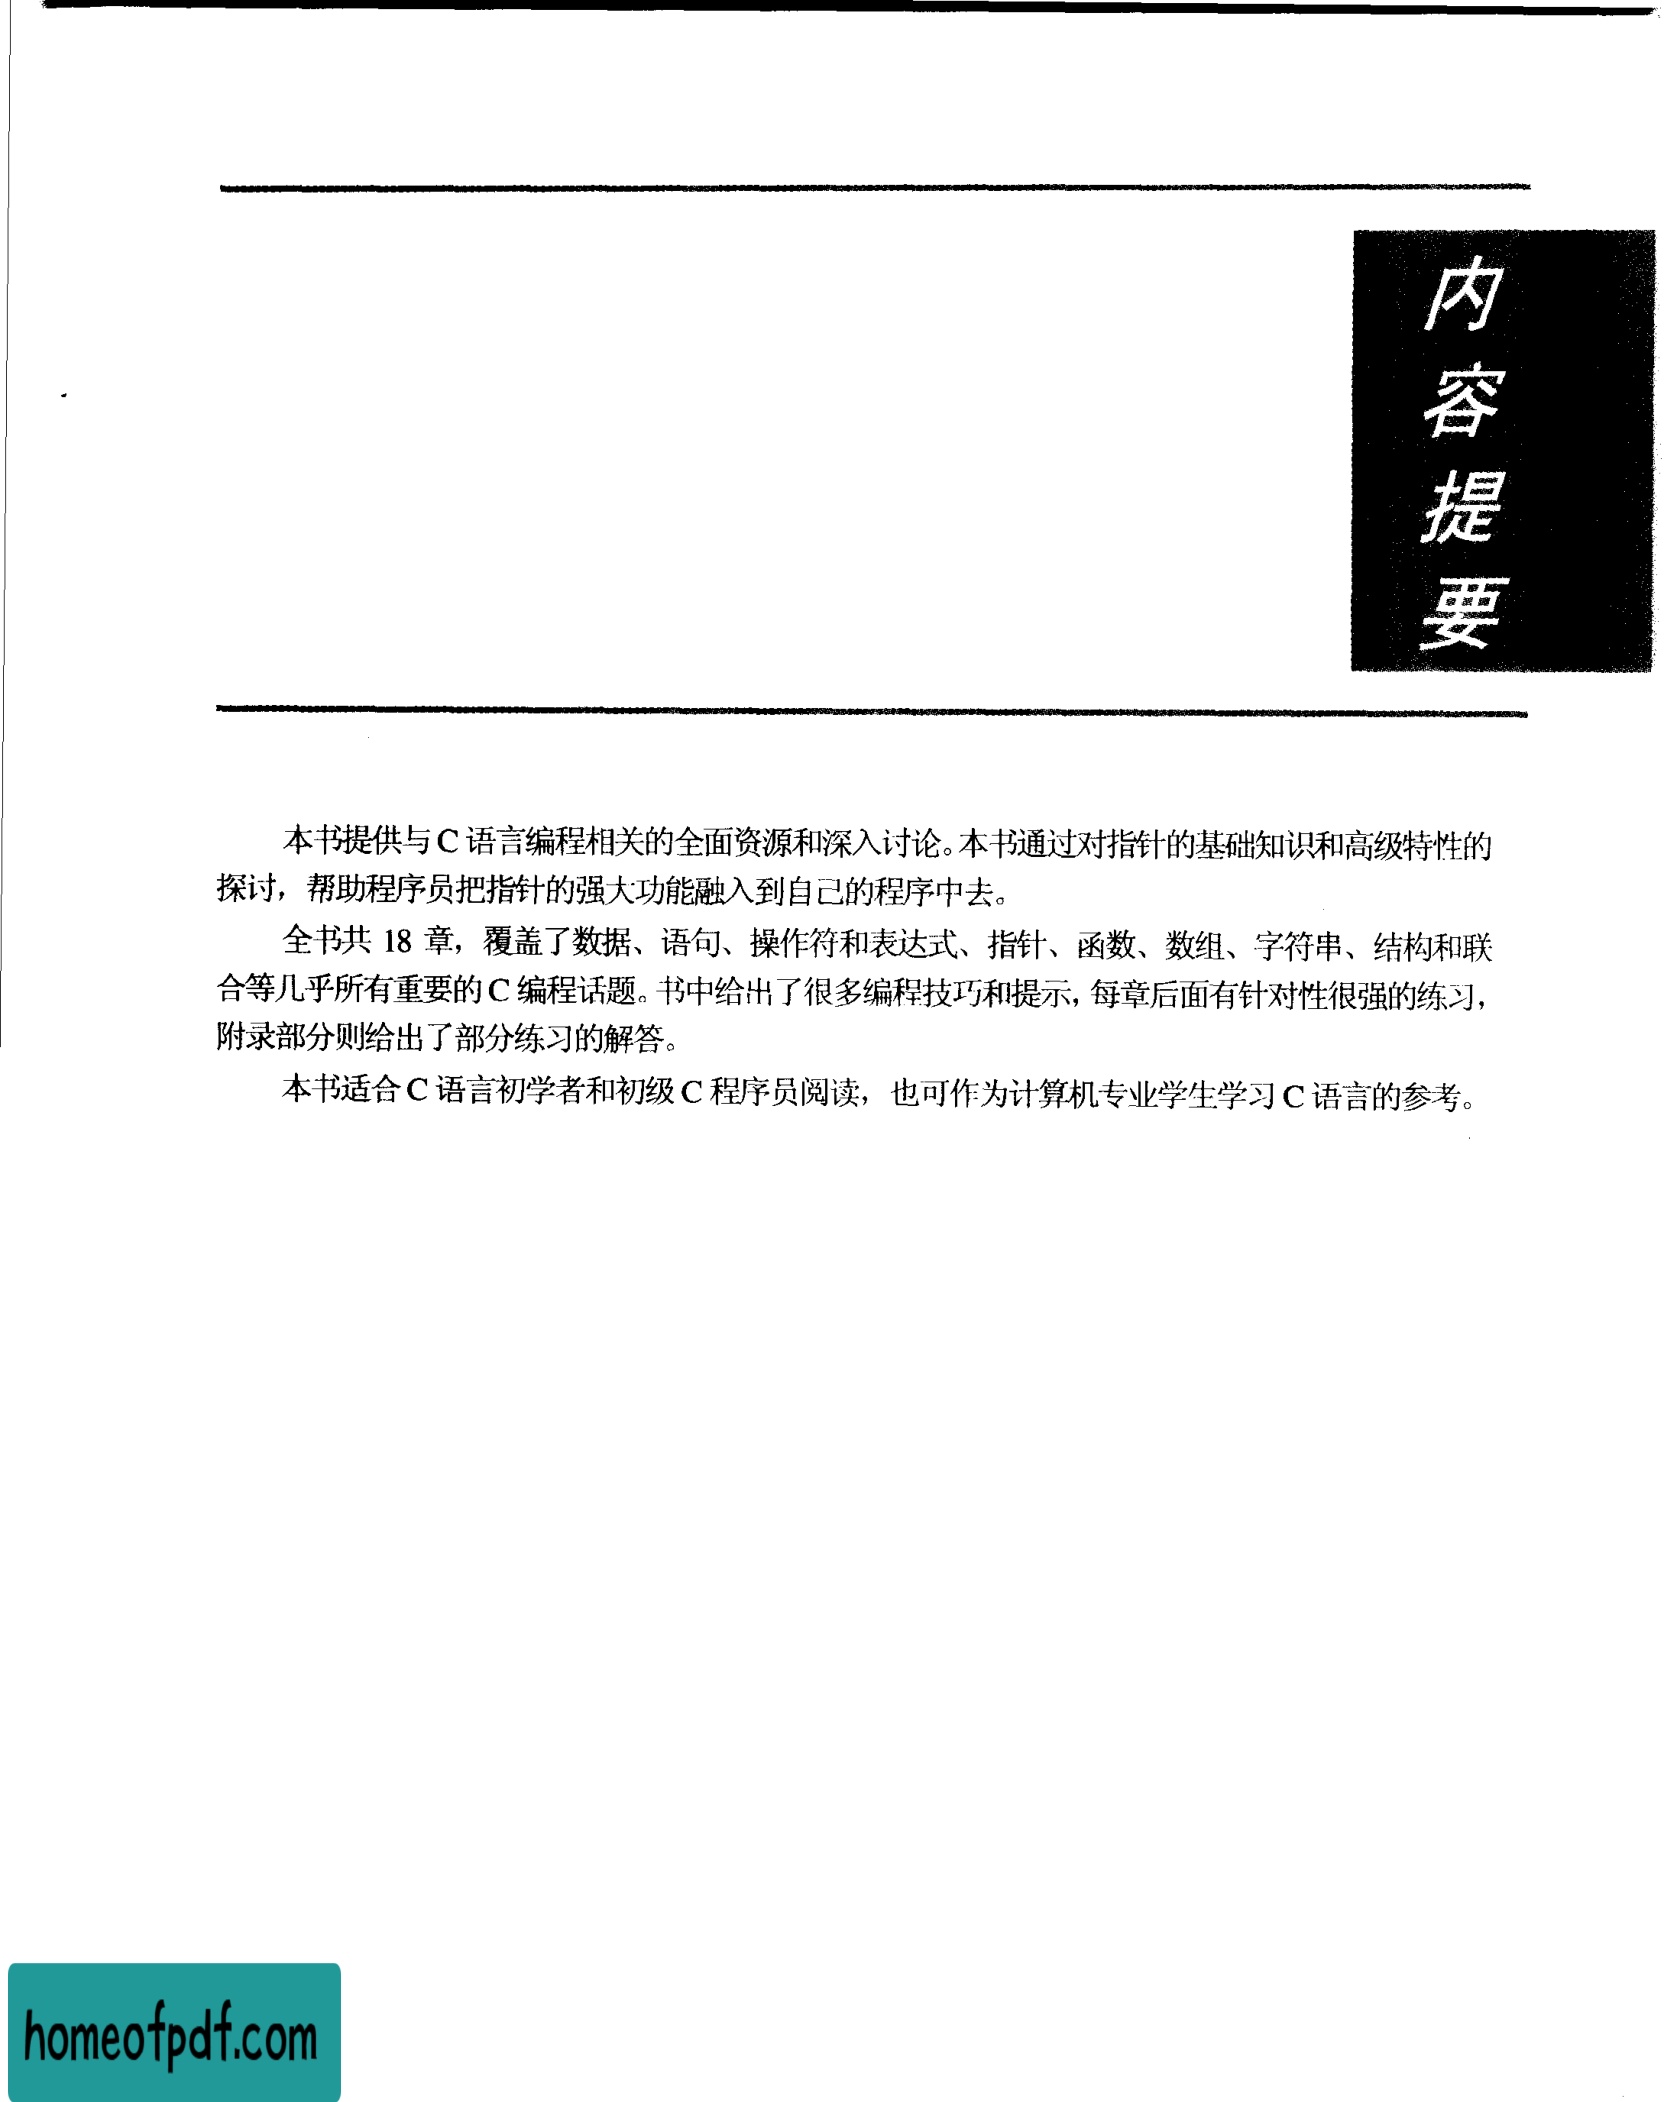 内
容
提
要
本书提供与 C 语言编程相关的全面资源和深入讨论。本书通过对指针的基础知识和高级特性的
探讨，帮助程序员把指针的强大功能融入到自己的程序中去。
全书共 18 章，覆盖了数据、语句、操作符和表达式、指针、函数、数组、字符串、结构和联
合等几乎所有重要的 C 编程话题。书中给出了很多编程技巧和提示，每章后面有针对性很强的练习，
附录部分则给出了部分练习的解答。
本书适合 C 语言初学者和初级 C 程序员阅读，也可作为计算机专业学生学习 C 语言的参考。
homeofpdf.com